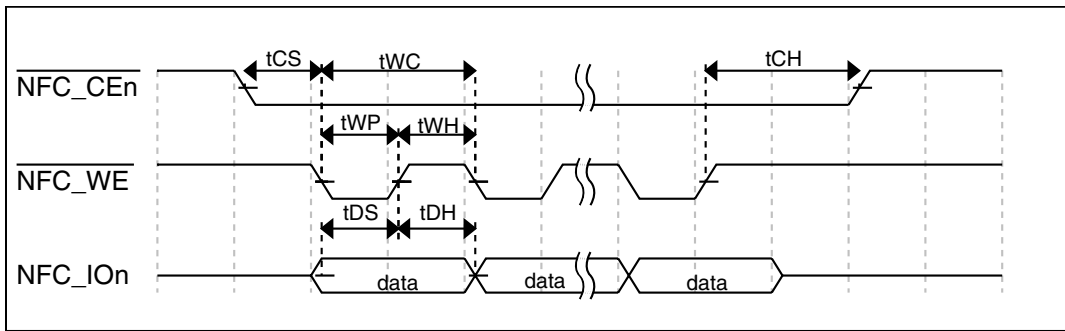 tCS
tWC
tCH
NFC_CEn
tWP
tWH
NFC_WE
tDS
tDH
NFC_IOn
data
data
data